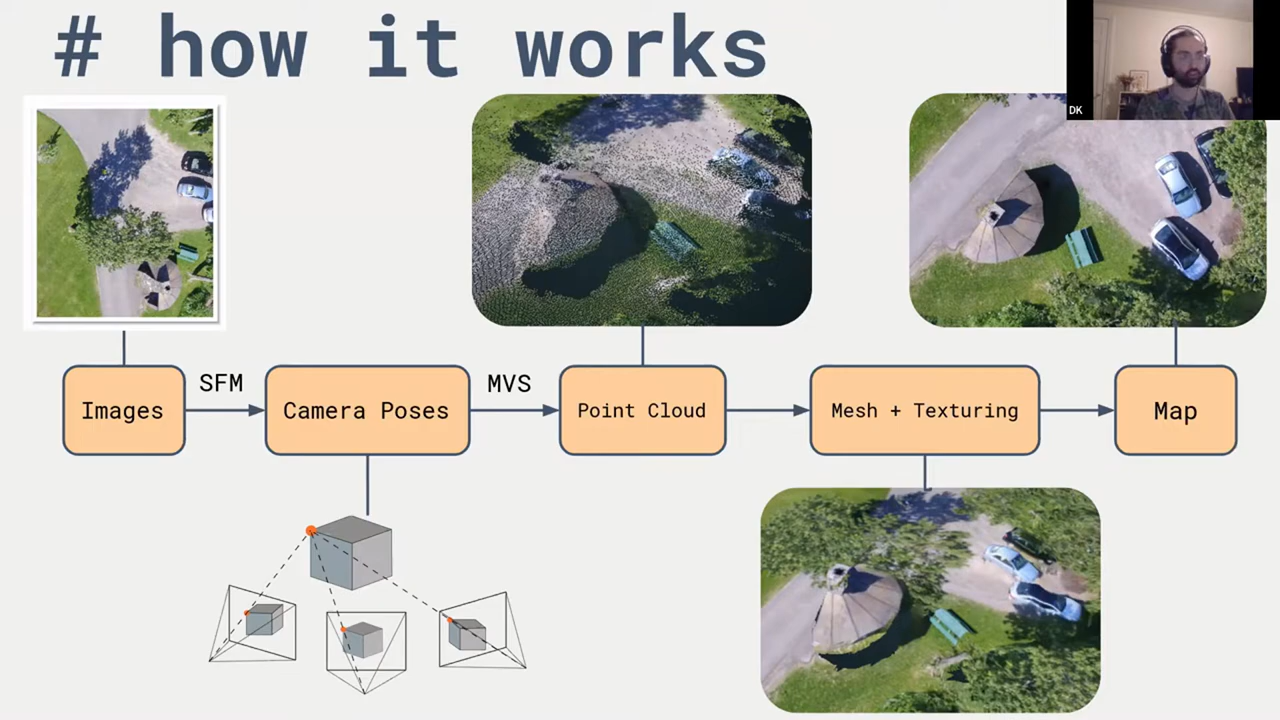 # how it works
DK
Images
SFM
Camera Poses
MVS
Point Cloud
Mesh + Texturing
Map